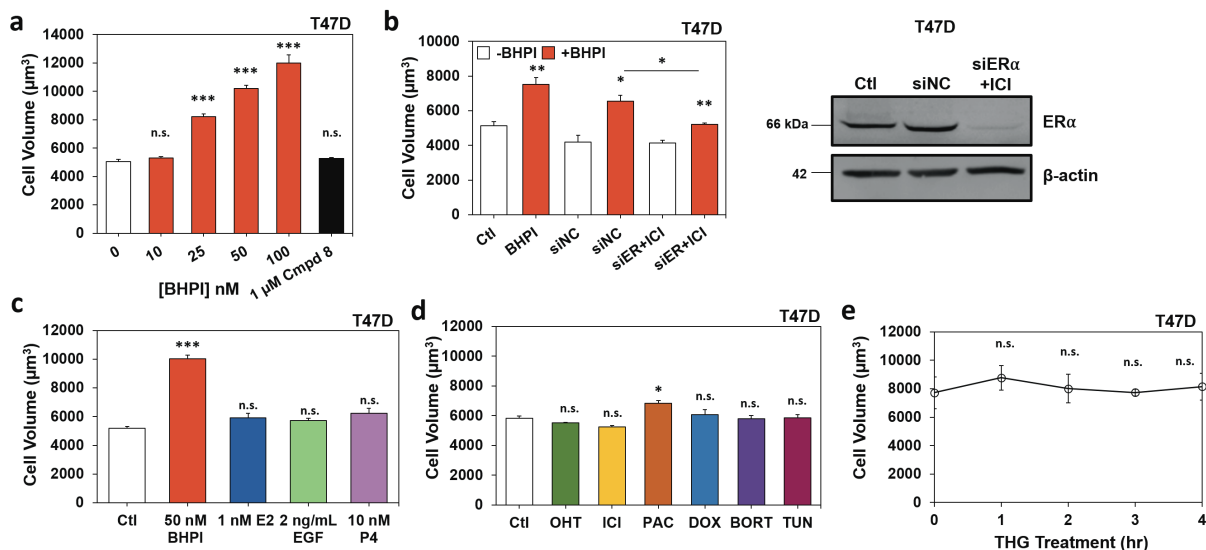 a
T47D
Cell Volume (µm³)
14000
12000
10000
8000
6000
4000
2000
0
n.s.
***
***
***
n.s.
0
10
25
50
100
1 µM Cmpd 8
[BHPI] nM
b
T47D
Cell Volume (µm³)
10000
8000
6000
4000
2000
0
-BHPI
+BHPI
**
*
*
**
Ctl
BHPI
siNC
siNC
siER+ICI
siER+ICI
T47D
Ctl
siNC
siERα
+ICI
66 kDa
ERα
42
β-actin
c
T47D
Cell Volume (µm³)
12000
10000
8000
6000
4000
2000
0
***
n.s.
n.s.
n.s.
Ctl
50 nM
BHPI
1 nM E2
2 ng/mL
EGF
10 nM
P4
d
T47D
Cell Volume (µm³)
12000
10000
8000
6000
4000
2000
0
n.s.
n.s.
*
n.s.
n.s.
n.s.
Ctl
OHT
ICI
PAC
DOX
BORT
TUN
e
T47D
Cell Volume (µm³)
12000
10000
8000
6000
4000
2000
0
n.s.
n.s.
n.s.
n.s.
0
1
2
3
4
THG Treatment (hr)